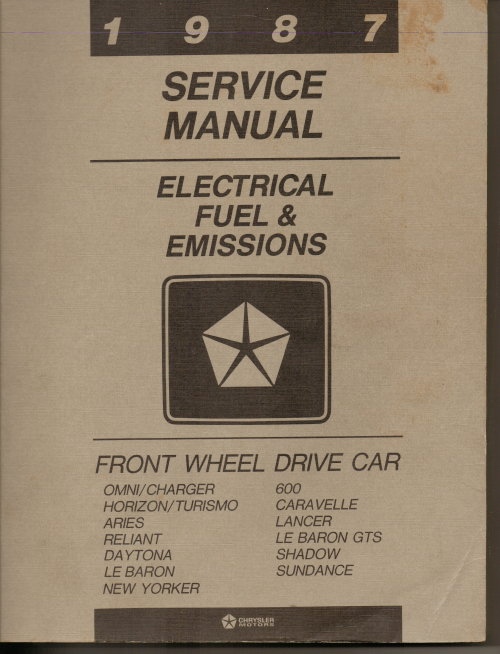 1 9 8 7
SERVICE
MANUAL
ELECTRICAL
FUEL &
EMISSIONS
FRONT WHEEL DRIVE CAR
OMNI/CHARGER
HORIZON/TURISMO
ARIES
RELIANT
DAYTONA
LE BARON
NEW YORKER
600
CARAVELLE
LANCER
LE BARON GTS
SHADOW
SUNDANCE
CHRYSLER
MOTORS